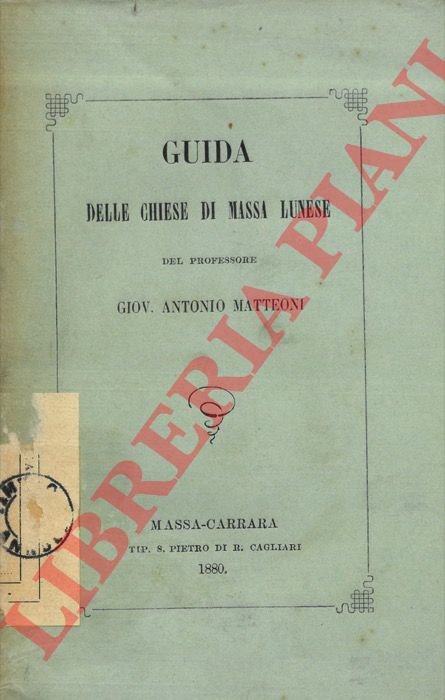 GUIDA
DELLE CHIESE DI MASSA LUNESE
DEL PROFESSORE
GIOV. ANTONIO MATTEONI
MASSA-CARRARA
TIP. S. PIETRO DI R. CAGLIARI
1880.
LIBRERIA PIANI